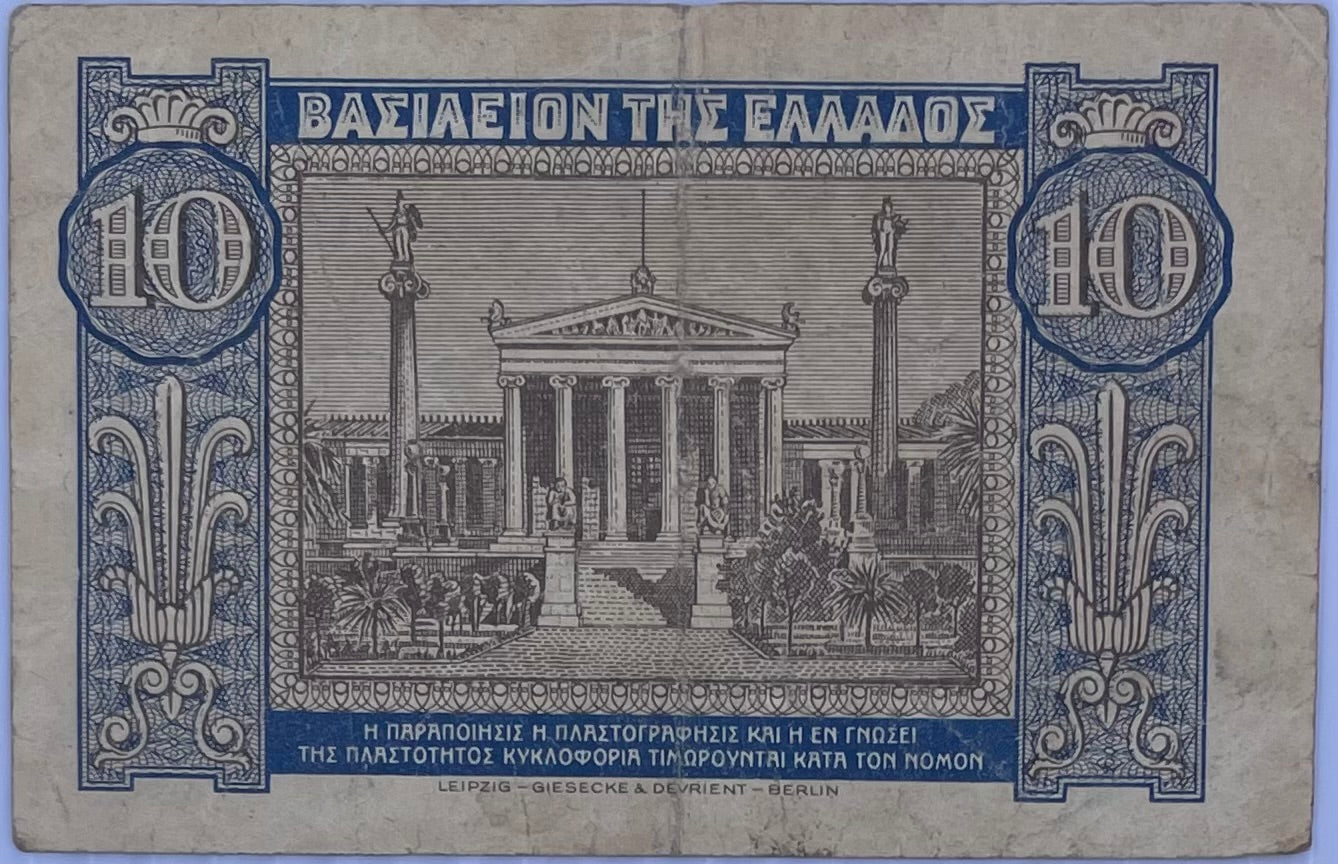 ΒΑΣΙΛΕΙΟΝ ΤΗΣ ΕΛΛΑΔΟΣ
10
10
Η ΠΑΡΑΠΟΙΗΣΙΣ Η ΠΛΑΣΤΟΓΡΑΦΗΣΙΣ ΚΑΙ Η ΕΝ ΓΝΩΣΕΙ
ΤΗΣ ΠΛΑΣΤΟΤΗΤΟΣ ΚΥΚΛΟΦΟΡΙΑ ΤΙΜΩΡΟΥΝΤΑΙ ΚΑΤΑ ΤΟΝ ΝΟΜΟΝ
LEIPZIG – GIESECKE & DEVRIENT – BERLIN